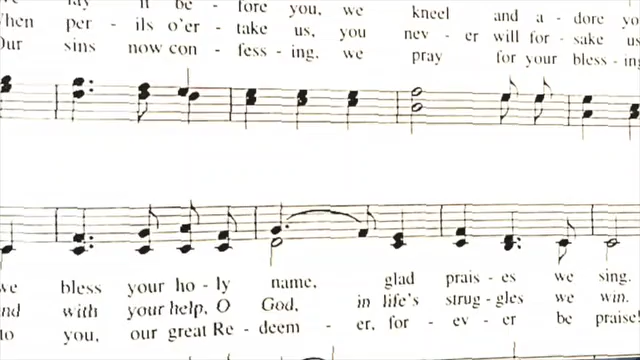 lay it be - fore you, we kneel and a - dore yo
When per - ils o'er - take us, you nev - er will for - sake us
Our sins now con - fess - ing, we pray for your bless - ing
we bless your ho - ly name, glad prais - es we sing.
and with your help, O God, in life's strug - gles we win.
to you, our great Re - deem - er, for - ev - er be praise!